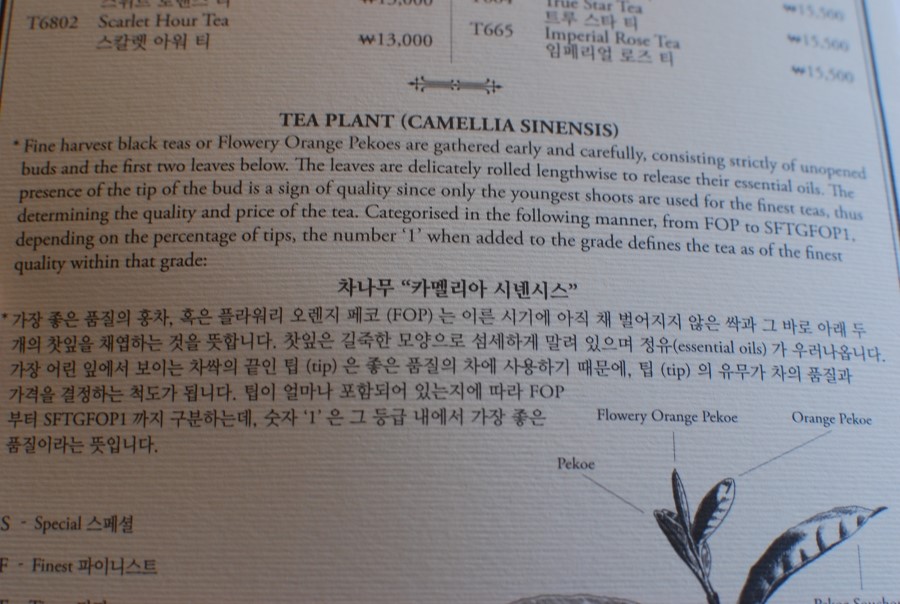 ₩13,000
T6802 Scarlet Hour Tea
스칼렛 아워 티 ₩13,000
True Star Tea
트루 스타 티 ₩15,500
T665 Imperial Rose Tea
임페리얼 로즈 티 ₩15,500
₩15,500
TEA PLANT (CAMELLIA SINENSIS)
* Fine harvest black teas or Flowery Orange Pekoes are gathered early and carefully, consisting strictly of unopened
buds and the first two leaves below. The leaves are delicately rolled lengthwise to release their essential oils. The
presence of the tip of the bud is a sign of quality since only the youngest shoots are used for the finest teas, thus
determining the quality and price of the tea. Categorised in the following manner, from FOP to SFTGFOP1,
depending on the percentage of tips, the number ‘1’ when added to the grade defines the tea as of the finest
quality within that grade:
차나무 “카멜리아 시넨시스”
* 가장 좋은 품질의 홍차, 혹은 플라워리 오렌지 페코 (FOP) 는 이른 시기에 아직 채 벌어지지 않은 싹과 그 바로 아래 두
개의 찻잎을 채엽하는 것을 뜻합니다. 찻잎은 길죽한 모양으로 섬세하게 말려 있으며 정유(essential oils) 가 우러나옵니다.
가장 어린 잎에서 보이는 차싹의 끝인 팁 (tip) 은 좋은 품질의 차에 사용하기 때문에, 팁 (tip) 의 유무가 차의 품질과
가격을 결정하는 척도가 됩니다. 팁이 얼마나 포함되어 있는지에 따라 FOP
부터 SFTGFOP1 까지 구분하는데, 숫자 ‘1’ 은 그 등급 내에서 가장 좋은
품질이라는 뜻입니다.
Flowery Orange Pekoe
Orange Pekoe
Pekoe
S - Special 스페셜
F - Finest 파이니스트
Pekoe Souchong